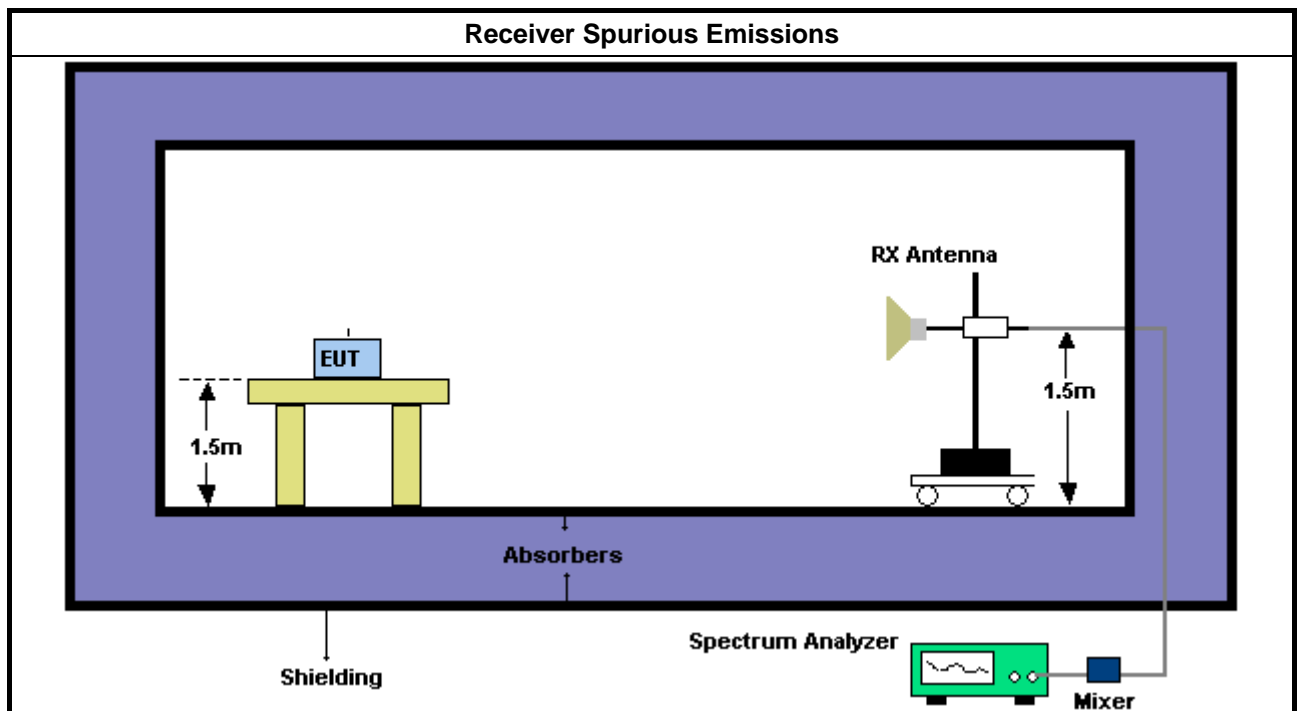 Receiver Spurious Emissions
RX Antenna
EUT
1.5m
1.5m
Absorbers
Spectrum Analyzer
Shielding
Mixer